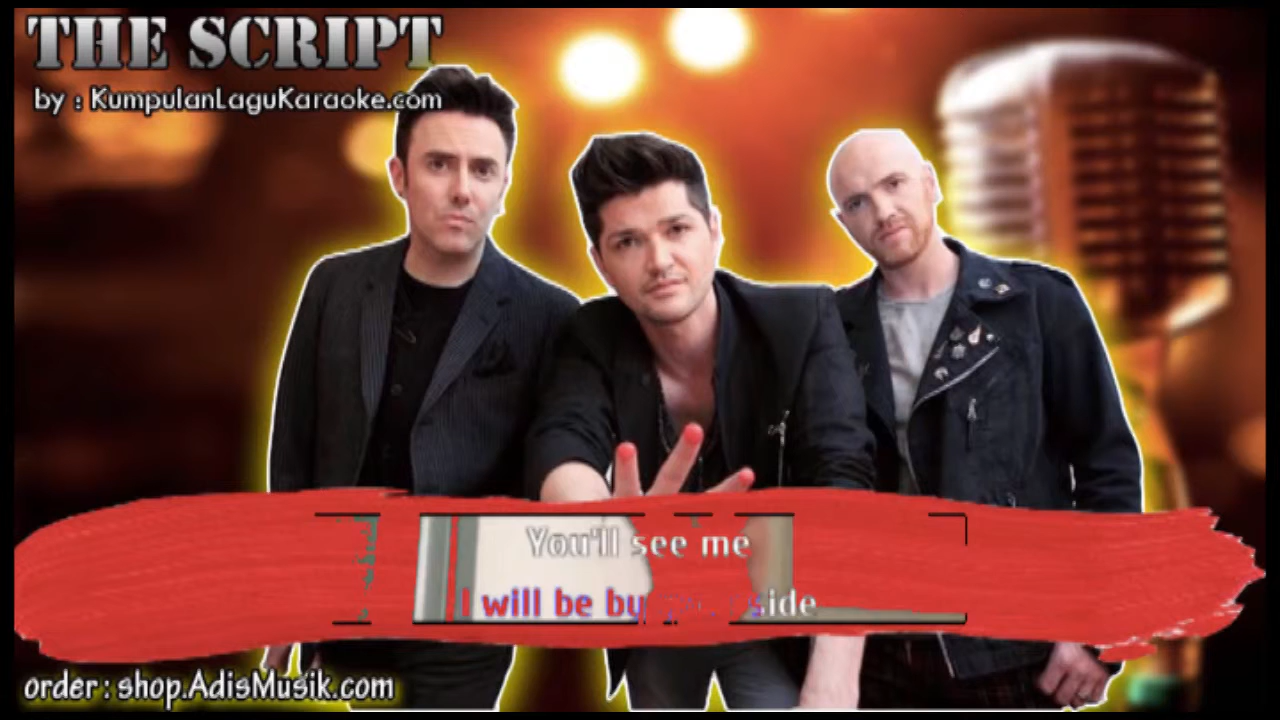 THE SCRIPT
by : KumpulanLaguKaraoke.com
You'll see me
I will be by side
order : shop.AdisMusik.com